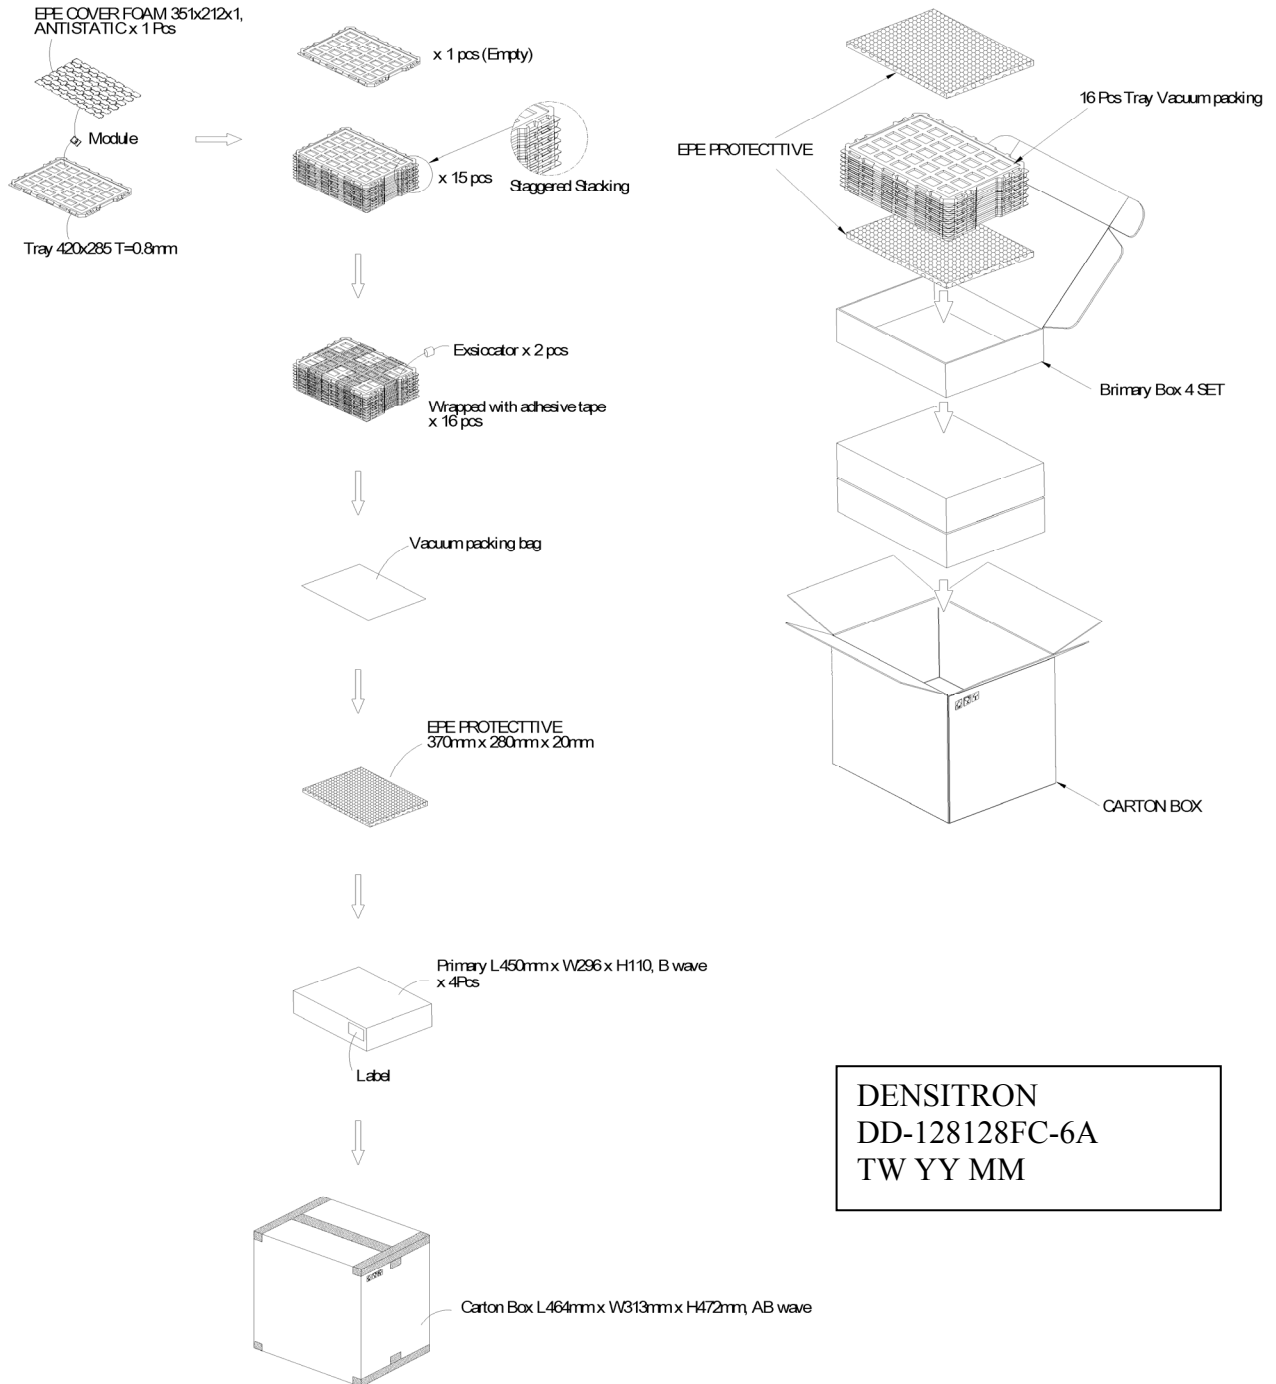 EPE COVER FOAM 351x212x1,
ANTISTATIC x 1 Pcs
Module
Tray 420x285 T=0.8mm
x 1 pcs (Empty)
x 15 pcs
Staggered Stacking
Exsiccator x 2 pcs
Wrapped with adhesive tape
x 16 pcs
Vacuum packing bag
EPE PROTECTTIVE
370mm x 280mm x 20mm
Primary L450mm x W296 x H110, B wave
x 4Pcs
Label
Carton Box L464mm x W313mm x H472mm, AB wave
16 Pcs Tray Vacuum packing
EPE PROTECTTIVE
Brimary Box 4 SET
CARTON BOX
DENSITRON
DD-128128FC-6A
TW YY MM